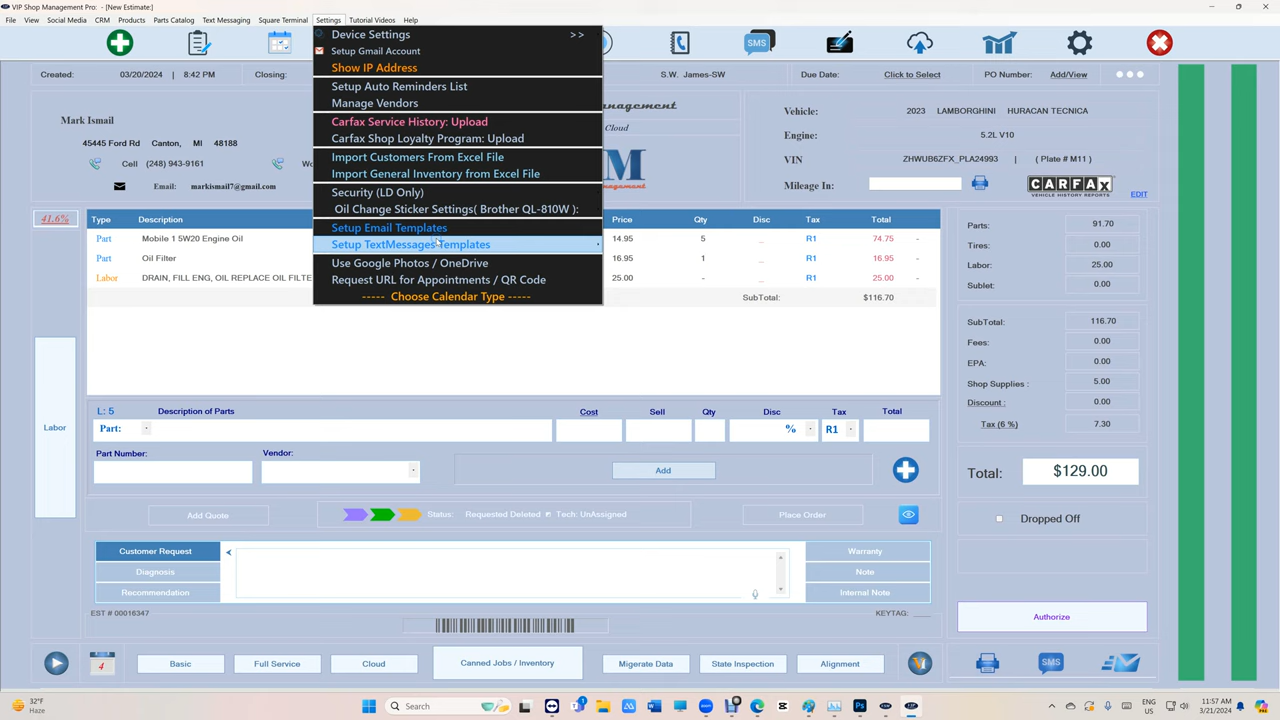 VIP Shop Management Pro: - [New Estimate:]
File View Social Media CRM Products Parts Catalog Text Messaging Square Terminal Settings Tutorial Videos Help
Device Settings >>
Setup Gmail Account
Show IP Address
Setup Auto Reminders List
Manage Vendors
Carfax Service History: Upload
Carfax Shop Loyalty Program: Upload
Import Customers From Excel File
Import General Inventory from Excel File
Security (LD Only)
Oil Change Sticker Settings( Brother QL-810W ):
Setup Email Templates
Setup TextMessages Templates
Use Google Photos / OneDrive
Request URL for Appointments / QR Code
----- Choose Calendar Type -----
SMS
Created: 03/20/2024 | 8:42 PM Closing: S.W. James-SW Due Date: Click to Select PO Number: Add/View
Mark Ismail
45445 Ford Rd Canton, MI 48188
Cell (248) 943-9161
Email: markismail7@gmail.com
Cloud
Vehicle: 2023 LAMBORGHINI HURACAN TECNICA
Engine: 5.2L V10
VIN ZHWUB6ZFX_PLA24993 | ( Plate # M11 )
Mileage In: CARFAX EDIT
VEHICLE HISTORY REPORTS
41.6% Type Description Price Qty Disc Tax Total
Part Mobile 1 5W20 Engine Oil 14.95 5 _ R1 74.75 -
Part Oil Filter 16.95 1 _ R1 16.95 -
Labor DRAIN, FILL ENG, OIL REPLACE OIL FILTE 25.00 - _ R1 25.00 -
SubTotal: $116.70
Parts: 91.70
Tires: 0.00
Labor: 25.00
Sublet: 0.00
SubTotal: 116.70
Fees: 0.00
EPA: 0.00
Shop Supplies : 5.00
Discount : 0.00
Tax (6 %) 7.30
Total: $129.00
Dropped Off
Authorize
Labor
L: 5 Description of Parts Cost Sell Qty Disc Tax Total
Part: % R1
Part Number: Vendor:
Add
Add Quote Status: Requested Deleted Tech: UnAssigned Place Order
Customer Request Warranty
Diagnosis Note
Recommendation Internal Note
EST # 00016347 KEYTAG: ____
4 Basic Full Service Cloud Canned Jobs / Inventory Migerate Data State Inspection Alignment SMS
32°F
Haze
Search
ENG
US
11:57 AM
3/21/2024